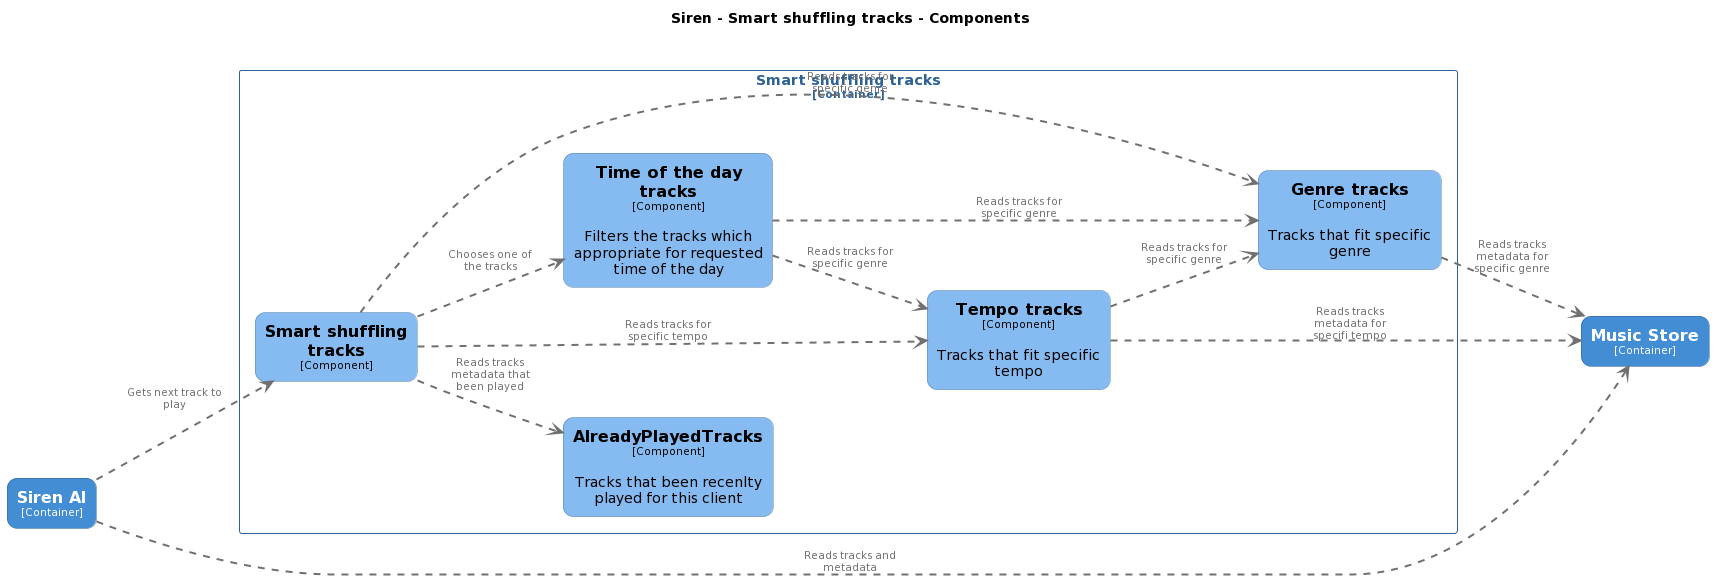 Siren - Smart shuffling tracks - Components
Smart shuffling tracks
[Container]
Reads tracks for
specific genre
Time of the day
tracks
[Component]
Filters the tracks which
appropriate for requested
time of the day
Genre tracks
[Component]
Tracks that fit specific
genre
Reads tracks for
specific genre
Reads tracks for
specific genre
Reads tracks for
specific genre
Reads tracks
metadata for
specific genre
Chooses one of
the tracks
Tempo tracks
[Component]
Tracks that fit specific
tempo
Smart shuffling
tracks
[Component]
Reads tracks for
specific tempo
Reads tracks
metadata for
specifi tempo
Music Store
[Container]
Reads tracks
metadata that
been played
Gets next track to
play
AlreadyPlayedTracks
[Component]
Tracks that been recenlty
played for this client
Siren AI
[Container]
Reads tracks and
metadata